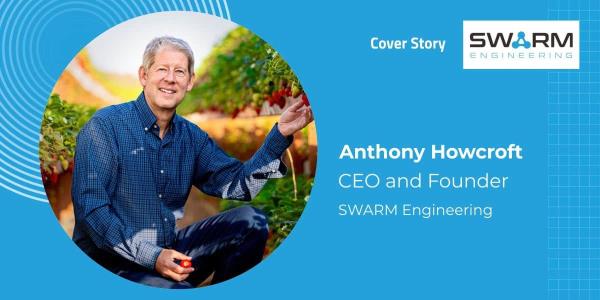 Cover Story
SWARM
ENGINEERING
Anthony Howcroft
CEO and Founder
SWARM Engineering